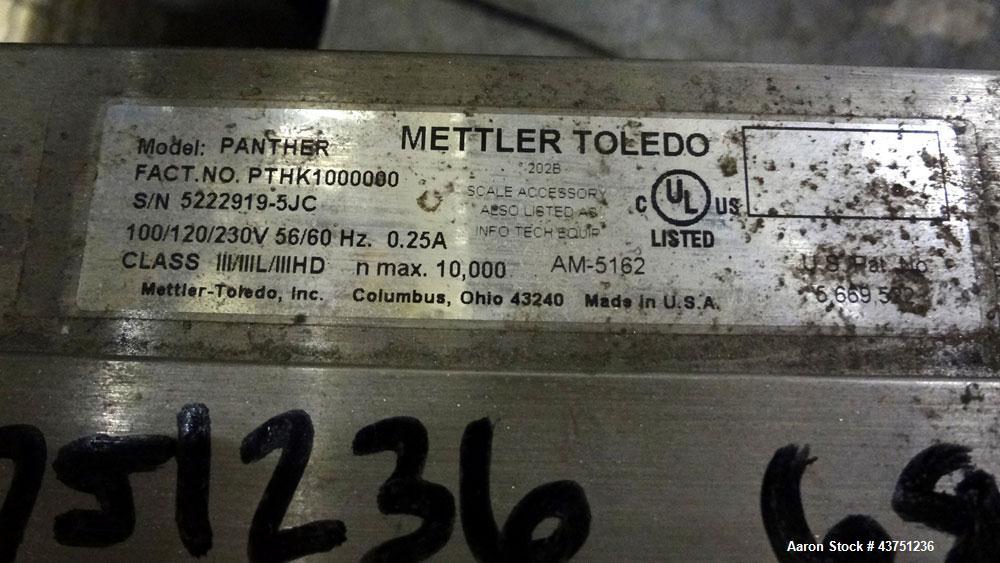 Model: PANTHER METTLER TOLEDO
FACT.NO. PTHK1000000 202B
S/N 5222919-5JC SCALE ACCESSORY
ALSO LISTED AS
INFO TECH EQUIP
C UL US
LISTED
100/120/230V 56/60 Hz. 0.25A
CLASS III/IIIL/IIIHD n max. 10,000 AM-5162 U.S. Pat. No.
Mettler-Toledo, Inc. Columbus, Ohio 43240 Made in U.S.A.
751236
Aaron Stock # 43751236